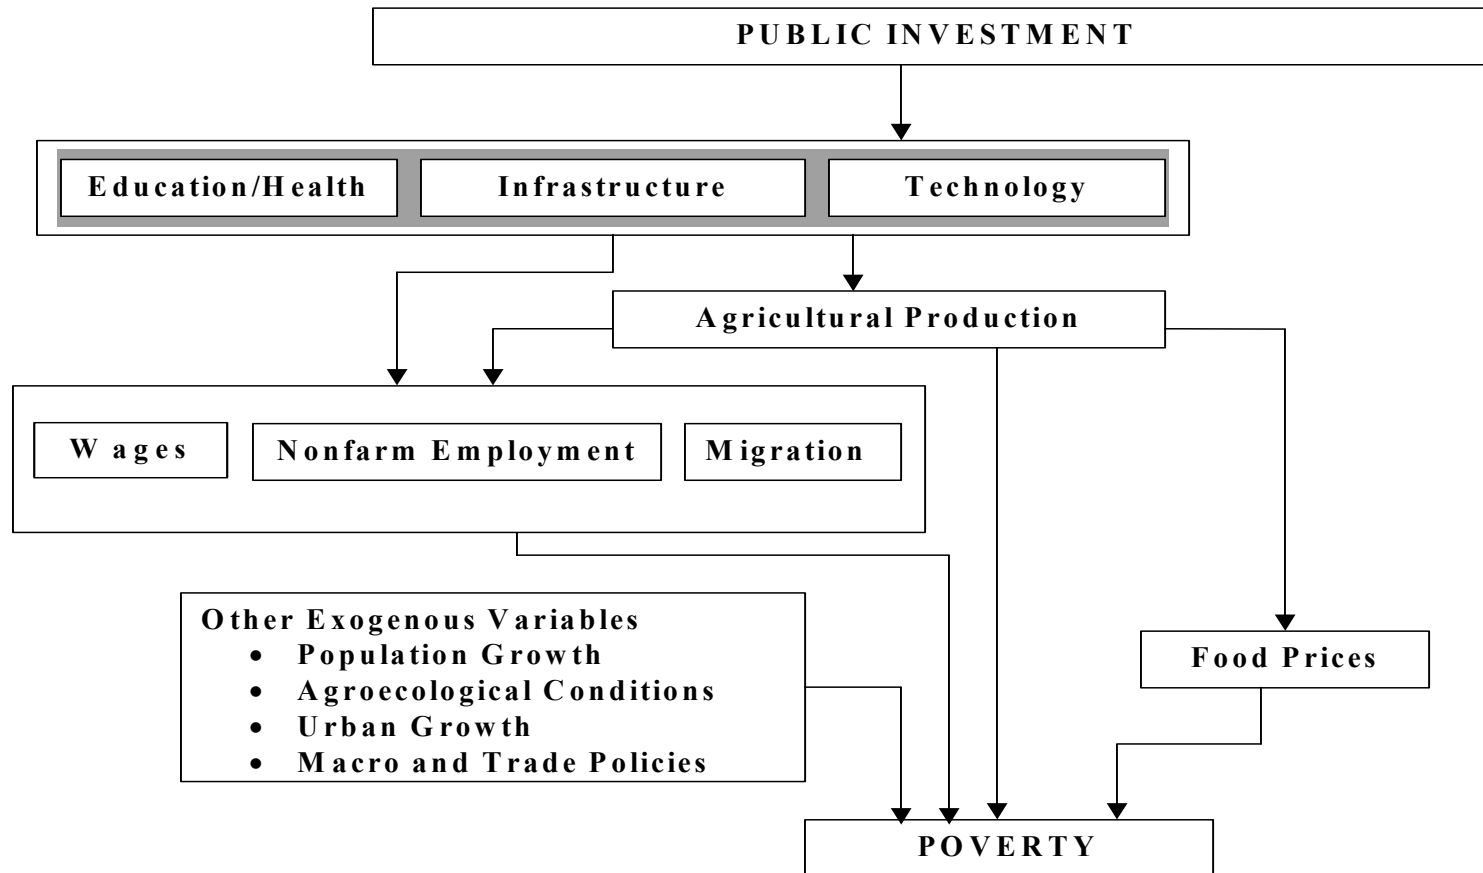 PUBLIC INVESTMENT
Education/Health
Infrastructure
Technology
Agricultural Production
Wages
Nonfarm Employment
Migration
Other Exogenous Variables
• Population Growth
• Agroecological Conditions
• Urban Growth
• Macro and Trade Policies
Food Prices
POVERTY